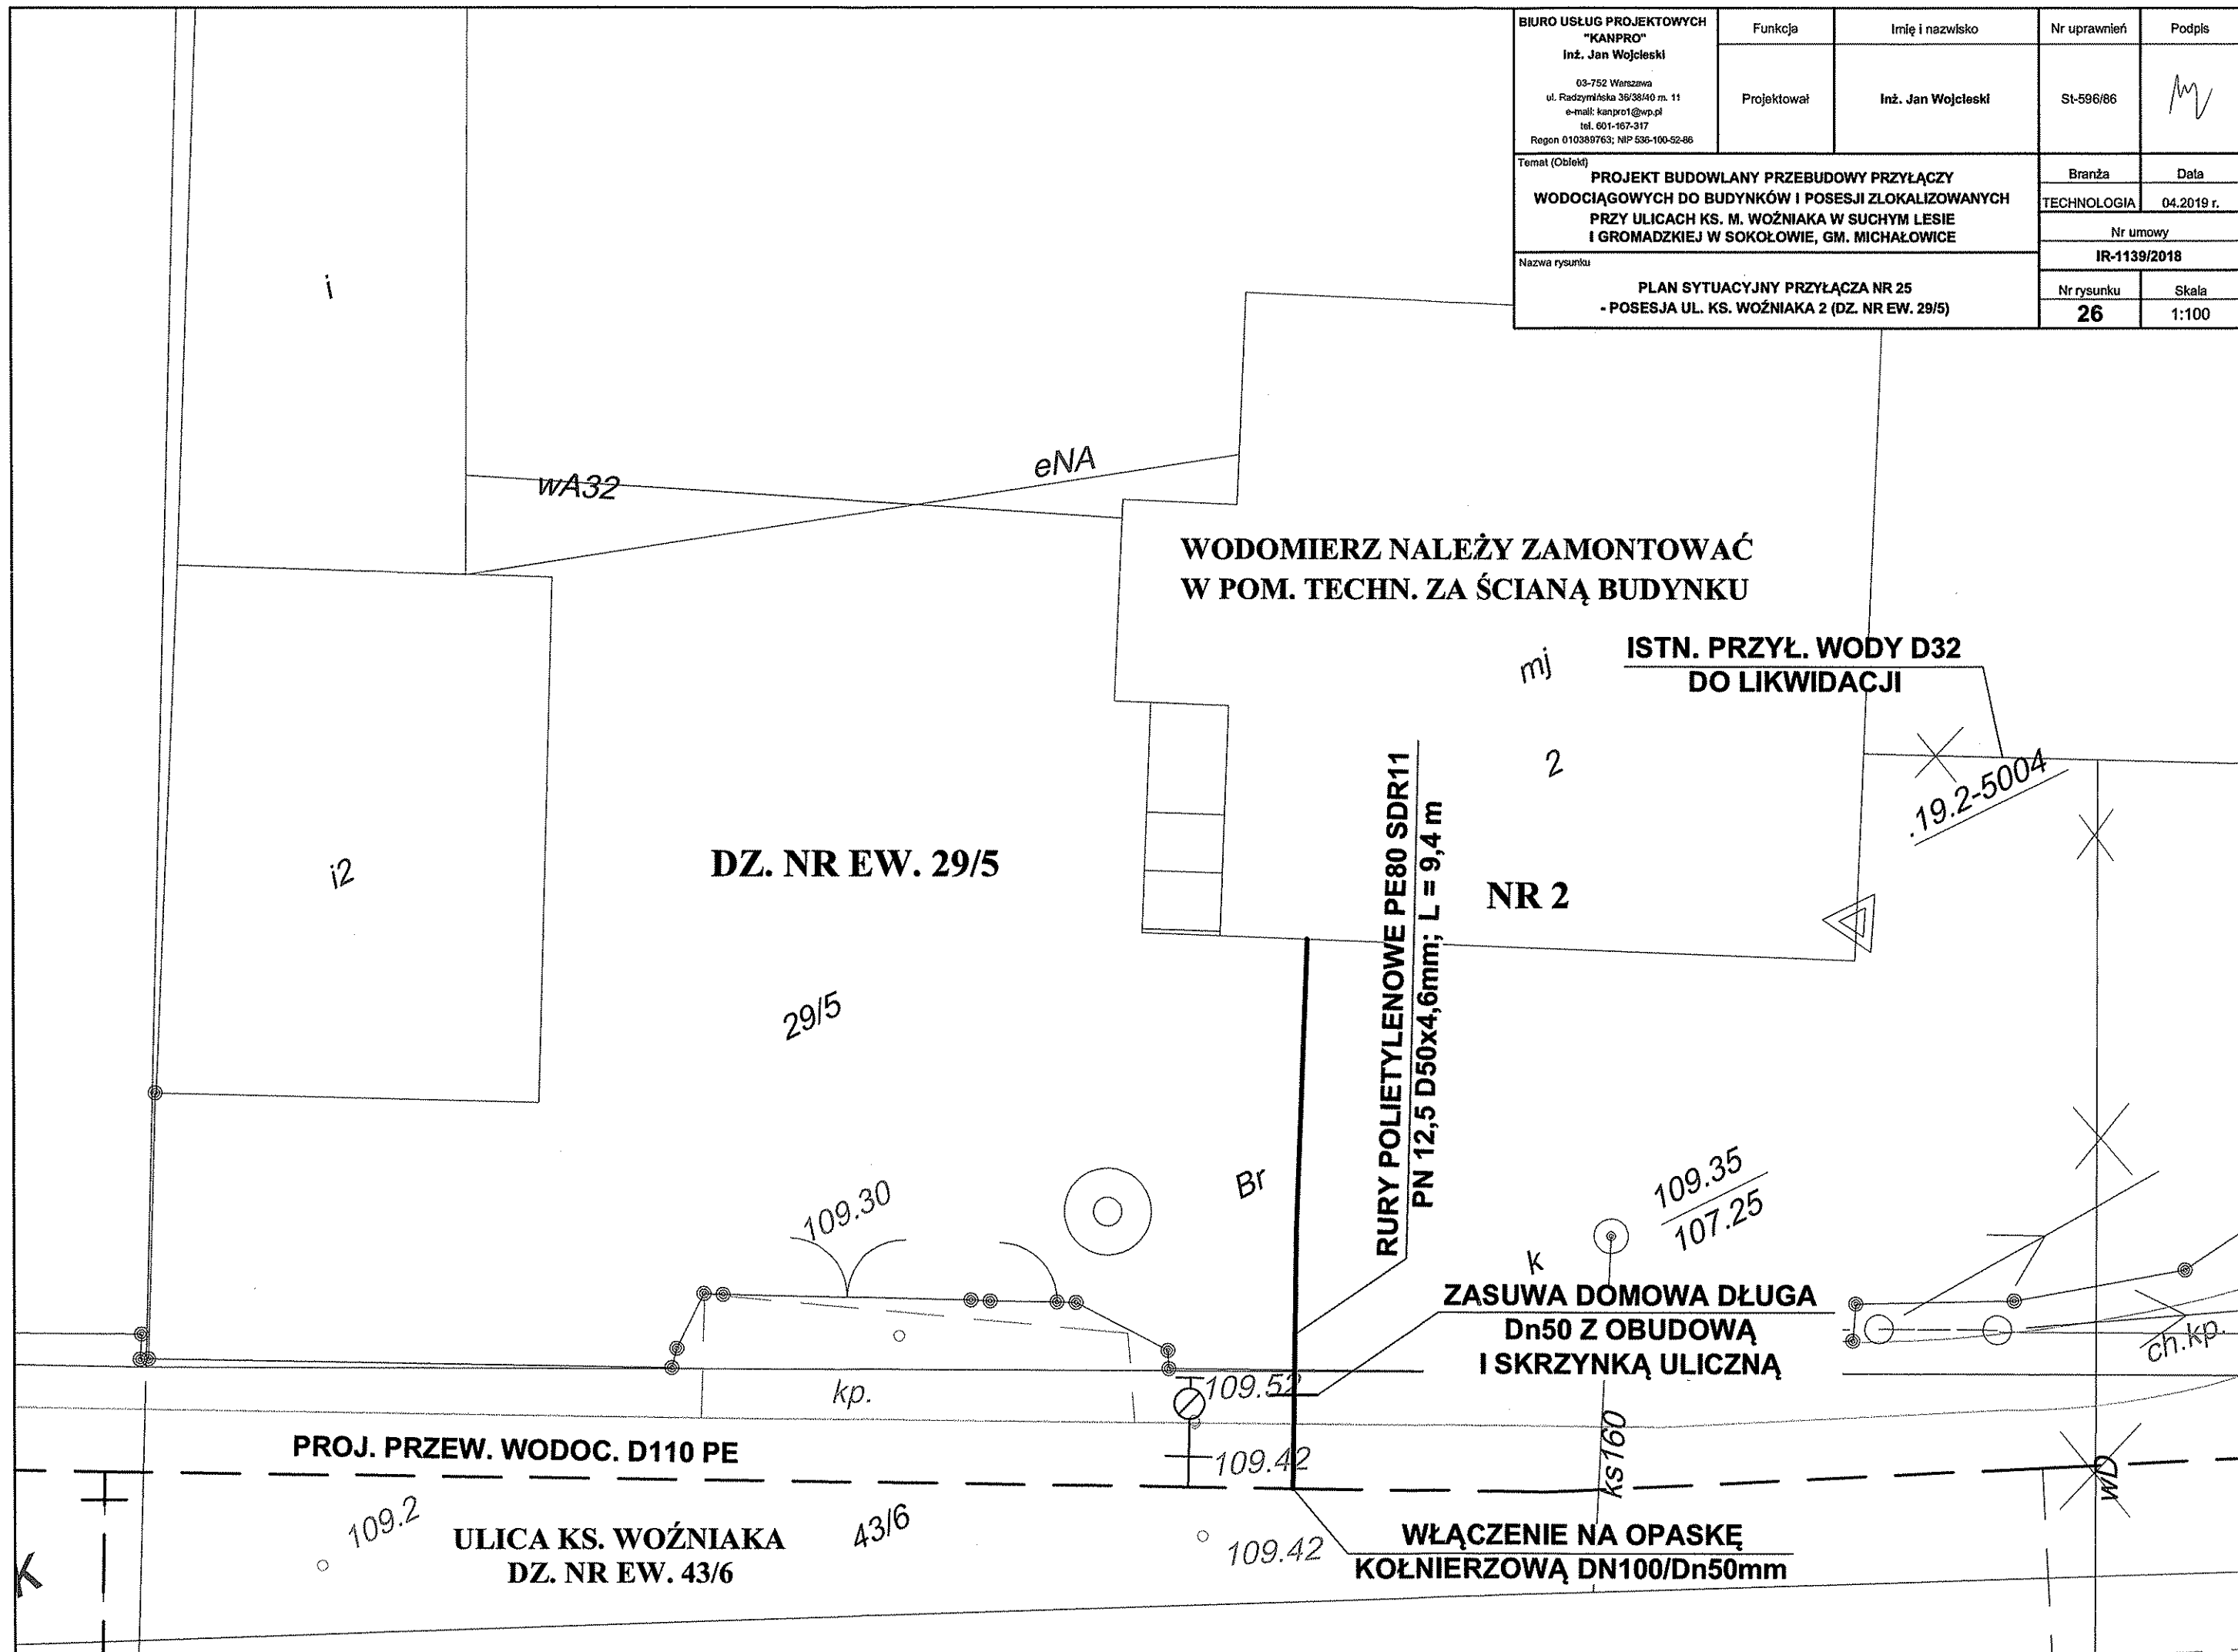 BIURO USŁUG PROJEKTOWYCH
"KANPRO"
Inż. Jan Wojcieski
03-752 Warszawa
ul. Radzymińska 36/38/40 m. 11
e-mail: kanpro1@wp.pl
tel. 601-167-317
Regon 010389763; NIP 536-100-52-86
Funkcja
Imię i nazwisko
Nr uprawnień
Podpis
Projektował
Inż. Jan Wojcieski
St-596/86
Temat (Obiekt)
PROJEKT BUDOWLANY PRZEBUDOWY PRZYŁĄCZY
WODOCIĄGOWYCH DO BUDYNKÓW I POSESJI ZLOKALIZOWANYCH
PRZY ULICACH KS. M. WOŹNIAKA W SUCHYM LESIE
I GROMADZKIEJ W SOKOŁOWIE, GM. MICHAŁOWICE
Branża
Data
TECHNOLOGIA
04.2019 r.
Nr umowy
IR-1139/2018
Nazwa rysunku
PLAN SYTUACYJNY PRZYŁĄCZA NR 25
- POSESJA UL. KS. WOŹNIAKA 2 (DZ. NR EW. 29/5)
Nr rysunku
Skala
26
1:100
i
wA32
eNA
WODOMIERZ NALEŻY ZAMONTOWAĆ
W POM. TECHN. ZA ŚCIANĄ BUDYNKU
mj
ISTN. PRZYŁ. WODY D32
DO LIKWIDACJI
2
.19.2-5004
i2
DZ. NR EW. 29/5
NR 2
RURY POLIETYLENOWE PE80 SDR11
PN 12,5 D50x4,6mm; L = 9,4 m
29/5
Br
109.30
109.35
107.25
k
ZASUWA DOMOWA DŁUGA
Dn50 Z OBUDOWĄ
I SKRZYNKĄ ULICZNĄ
ch.kp.
kp.
109.52
PROJ. PRZEW. WODOC. D110 PE
109.42
ks160
wD
109.2
ULICA KS. WOŹNIAKA
DZ. NR EW. 43/6
43/6
109.42
WŁĄCZENIE NA OPASKĘ
KOŁNIERZOWĄ DN100/Dn50mm
K